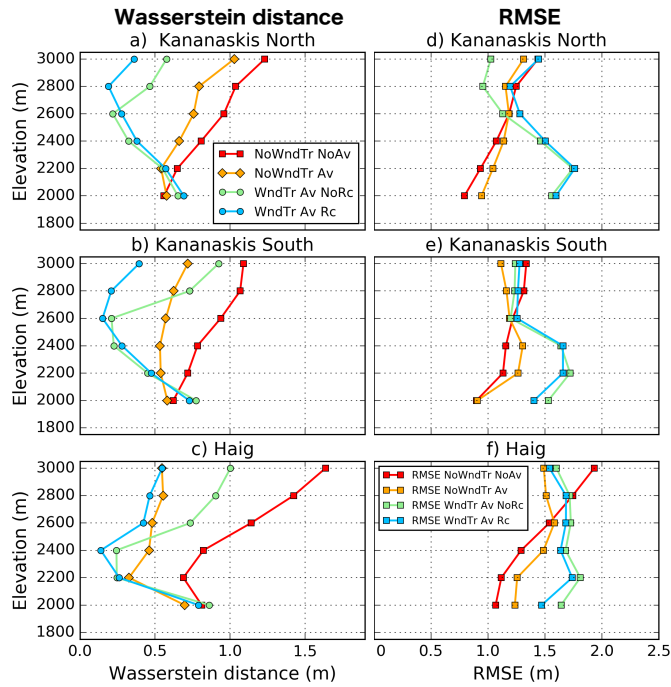 Wasserstein distance
RMSE
a)  Kananaskis North
d) Kananaskis North
Elevation (m)
3000
2800
2600
2400
2200
2000
1800
NoWndTr NoAv
NoWndTr Av
WndTr Av NoRc
WndTr Av Rc
b) Kananaskis South
e) Kananaskis South
Elevation (m)
3000
2800
2600
2400
2200
2000
1800
c) Haig
f) Haig
Elevation (m)
3000
2800
2600
2400
2200
2000
1800
RMSE NoWndTr NoAv
RMSE NoWndTr Av
RMSE WndTr Av NoRc
RMSE WndTr Av Rc
0 0.5 1.0 1.5
0 0.5 1.0 1.5 2.0 2.5
Wasserstein distance (m)
RMSE (m)